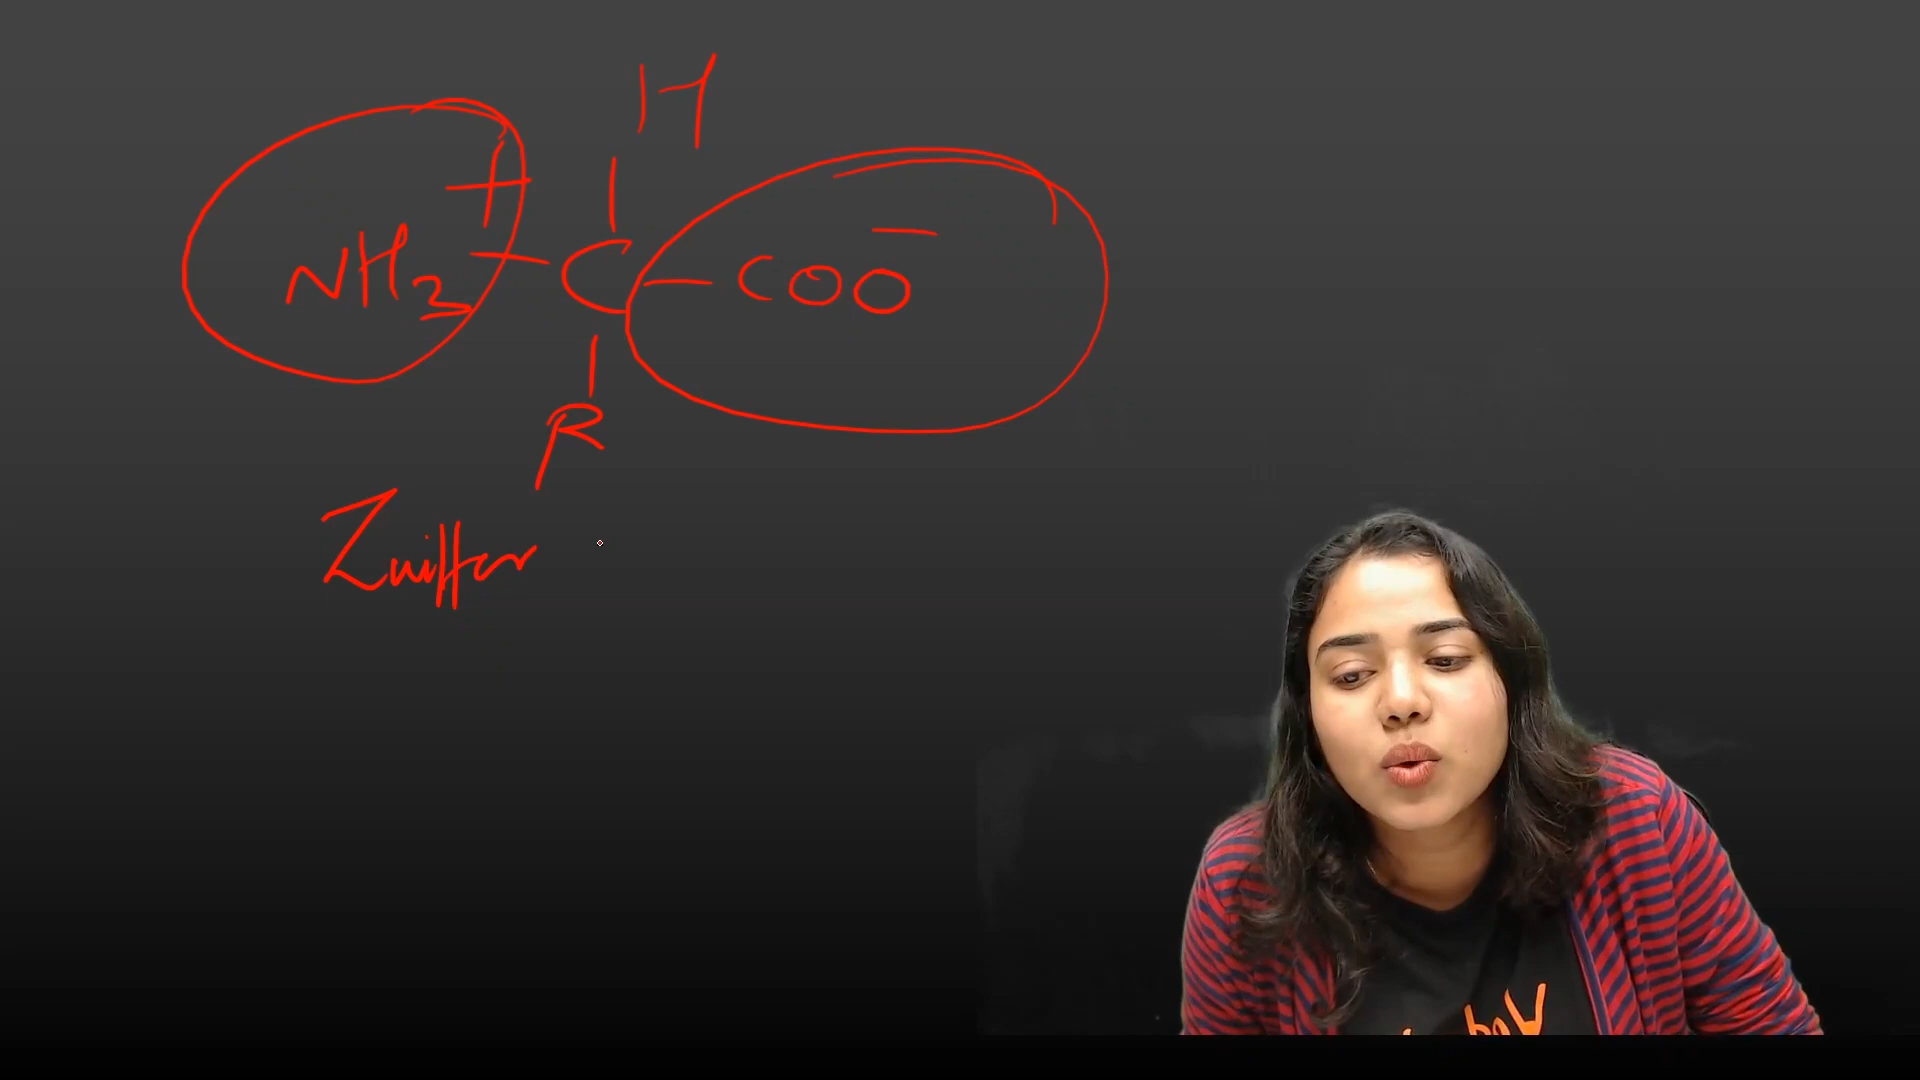 H
NH3 + C COO −
R
Zwitter